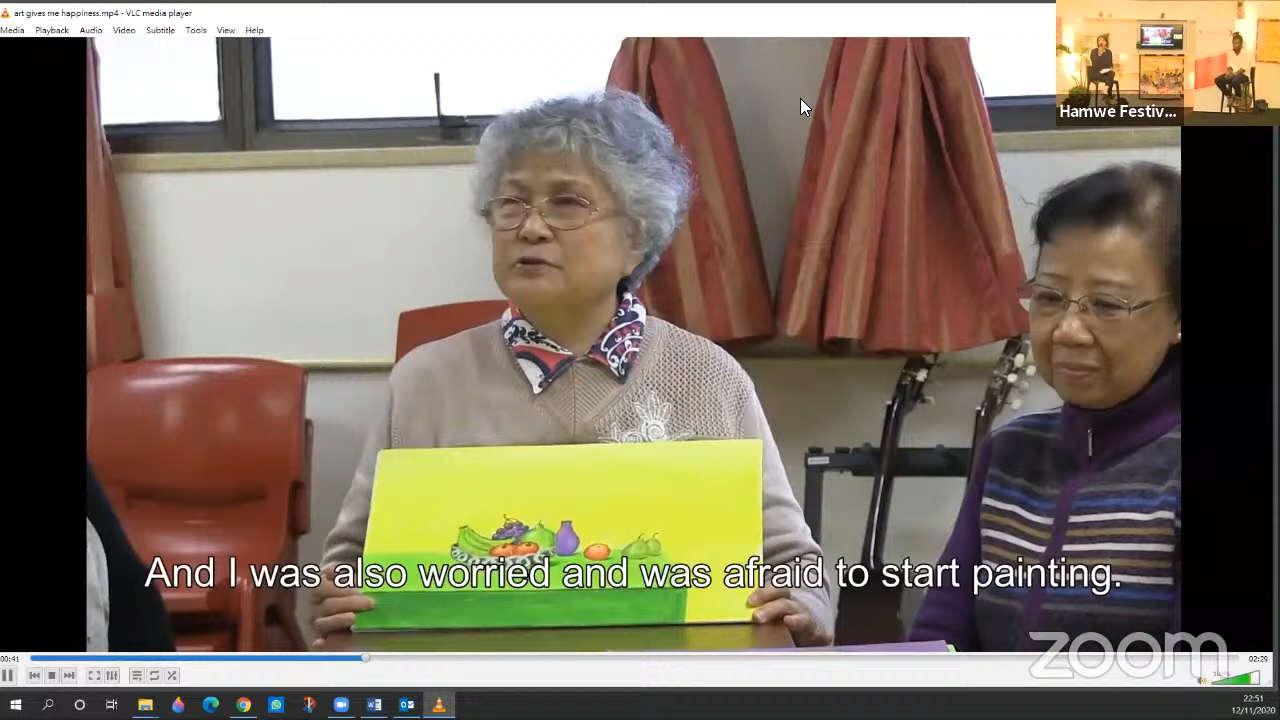 art gives me happiness.mp4 - VLC media player
Media Playback Audio Video Subtitle Tools View Help
Hamwe Festiv...
And I was also worried and was afraid to start painting.
zoom
00:41
02:29
22:51
12/11/2020